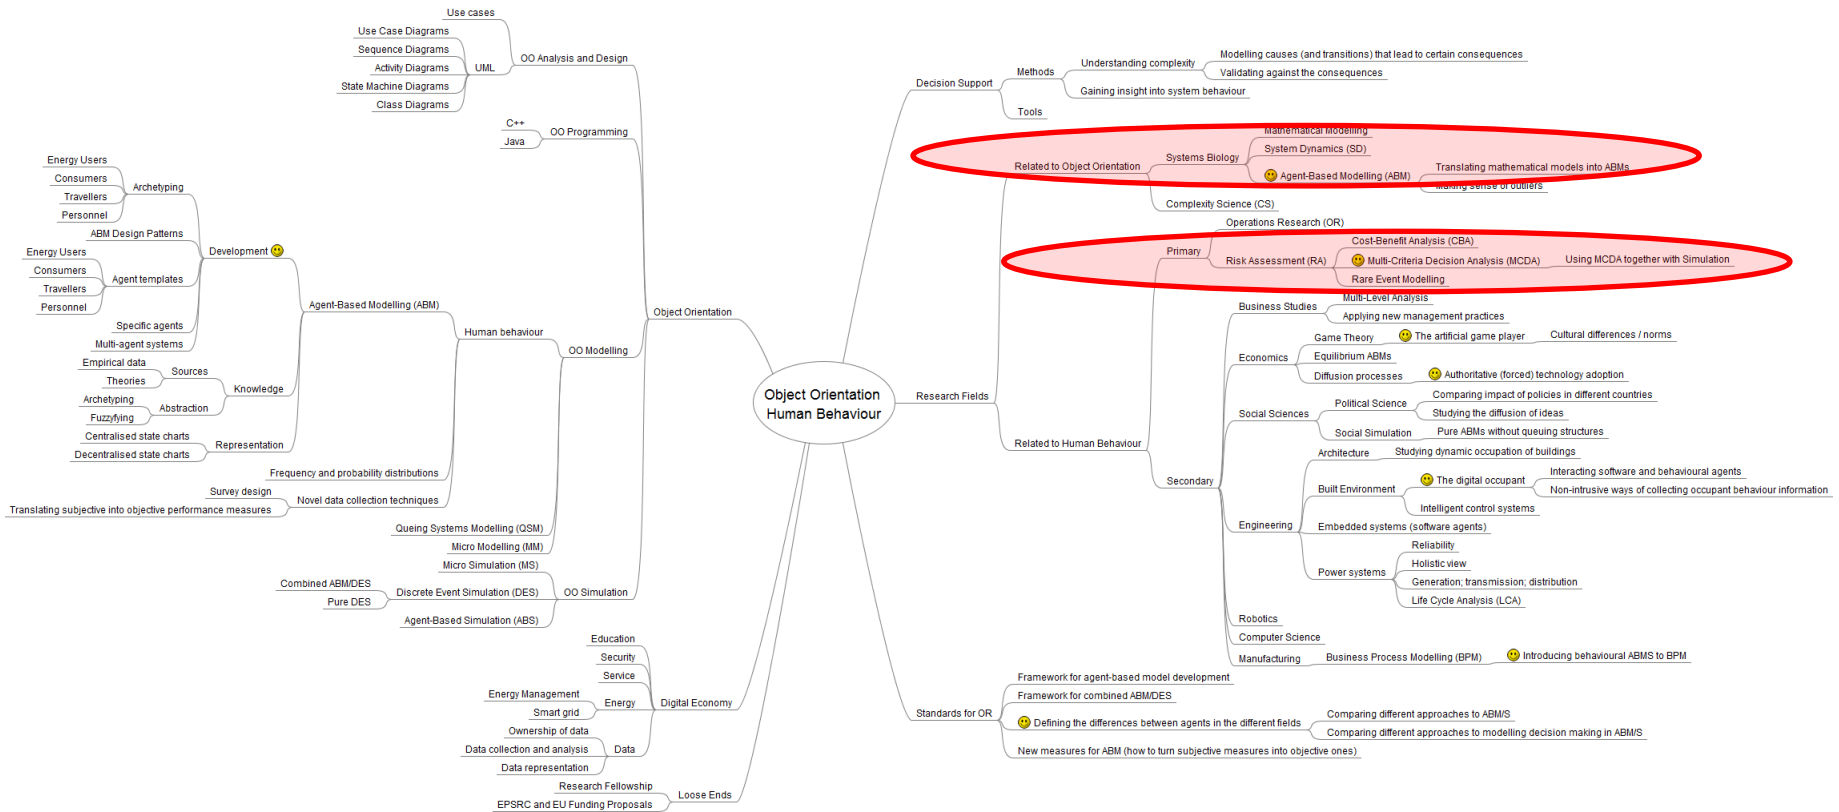 Object Orientation
Human Behaviour
Object Orientation
OO Analysis and Design
Use cases
UML
Use Case Diagrams
Sequence Diagrams
Activity Diagrams
State Machine Diagrams
Class Diagrams
OO Programming
C++
Java
OO Modelling
Human behaviour
Agent-Based Modelling (ABM)
Development
Archetyping
Energy Users
Consumers
Travellers
Personnel
ABM Design Patterns
Agent templates
Energy Users
Consumers
Travellers
Personnel
Specific agents
Multi-agent systems
Knowledge
Sources
Empirical data
Theories
Abstraction
Archetyping
Fuzzyfying
Representation
Centralised state charts
Decentralised state charts
Frequency and probability distributions
Novel data collection techniques
Survey design
Translating subjective into objective performance measures
Queing Systems Modelling (QSM)
Micro Modelling (MM)
OO Simulation
Micro Simulation (MS)
Discrete Event Simulation (DES)
Combined ABM/DES
Pure DES
Agent-Based Simulation (ABS)
Digital Economy
Education
Security
Service
Energy
Energy Management
Smart grid
Data
Ownership of data
Data collection and analysis
Data representation
Loose Ends
Research Fellowship
EPSRC and EU Funding Proposals
Decision Support
Methods
Understanding complexity
Modelling causes (and transitions) that lead to certain consequences
Validating against the consequences
Gaining insight into system behaviour
Tools
Research Fields
Related to Object Orientation
Systems Biology
Mathematical Modelling
System Dynamics (SD)
Agent-Based Modelling (ABM)
Translating mathematical models into ABMs
Making sense of outliers
Complexity Science (CS)
Related to Human Behaviour
Primary
Operations Research (OR)
Risk Assessment (RA)
Cost-Benefit Analysis (CBA)
Multi-Criteria Decision Analysis (MCDA)
Using MCDA together with Simulation
Rare Event Modelling
Secondary
Business Studies
Multi-Level Analysis
Applying new management practices
Economics
Game Theory
The artificial game player
Cultural differences / norms
Equilibrium ABMs
Diffusion processes
Authoritative (forced) technology adoption
Social Sciences
Political Science
Comparing impact of policies in different countries
Studying the diffusion of ideas
Social Simulation
Pure ABMs without queuing structures
Engineering
Architecture
Studying dynamic occupation of buildings
Built Environment
The digital occupant
Interacting software and behavioural agents
Non-intrusive ways of collecting occupant behaviour information
Intelligent control systems
Embedded systems (software agents)
Power systems
Reliability
Holistic view
Generation; transmission; distribution
Life Cycle Analysis (LCA)
Robotics
Computer Science
Manufacturing
Business Process Modelling (BPM)
Introducing behavioural ABMS to BPM
Standards for OR
Framework for agent-based model development
Framework for combined ABM/DES
Defining the differences between agents in the different fields
Comparing different approaches to ABM/S
Comparing different approaches to modelling decision making in ABM/S
New measures for ABM (how to turn subjective measures into objective ones)